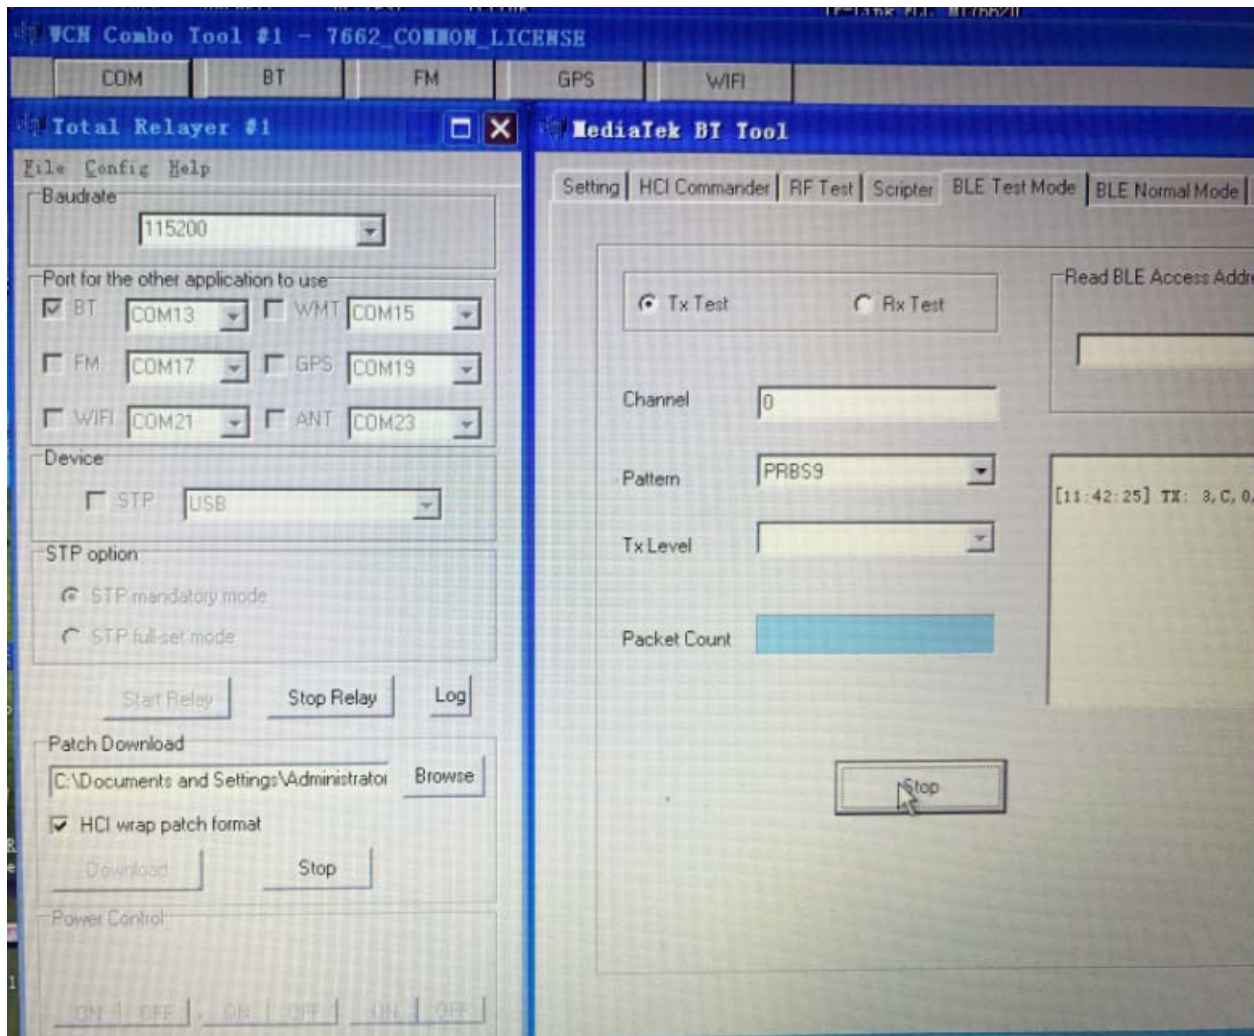 WCN Combo Tool #1 - 7662_COMMON_LICENSE
COM BT FM GPS WIFI
Total Relayer #1
File Config Help
Baudrate
115200
Port for the other application to use
BT COM13 WMT COM15
FM COM17 GPS COM19
WIFI COM21 ANT COM23
Device
STP USB
STP option
STP mandatory mode
STP full-set mode
Start Relay Stop Relay Log
Patch Download
C:\Documents and Settings\Administrator Browse
HCI wrap patch format
Download Stop
Power Control
ON OFF ON OFF ON OFF
MediaTek BT Tool
Setting HCI Commander RF Test Scripter BLE Test Mode BLE Normal Mode
Tx Test Rx Test
Read BLE Access Addre
Channel 0
Pattern PRBS9
Tx Level
Packet Count
[11:42:25] TX: 3,C,0,
Stop